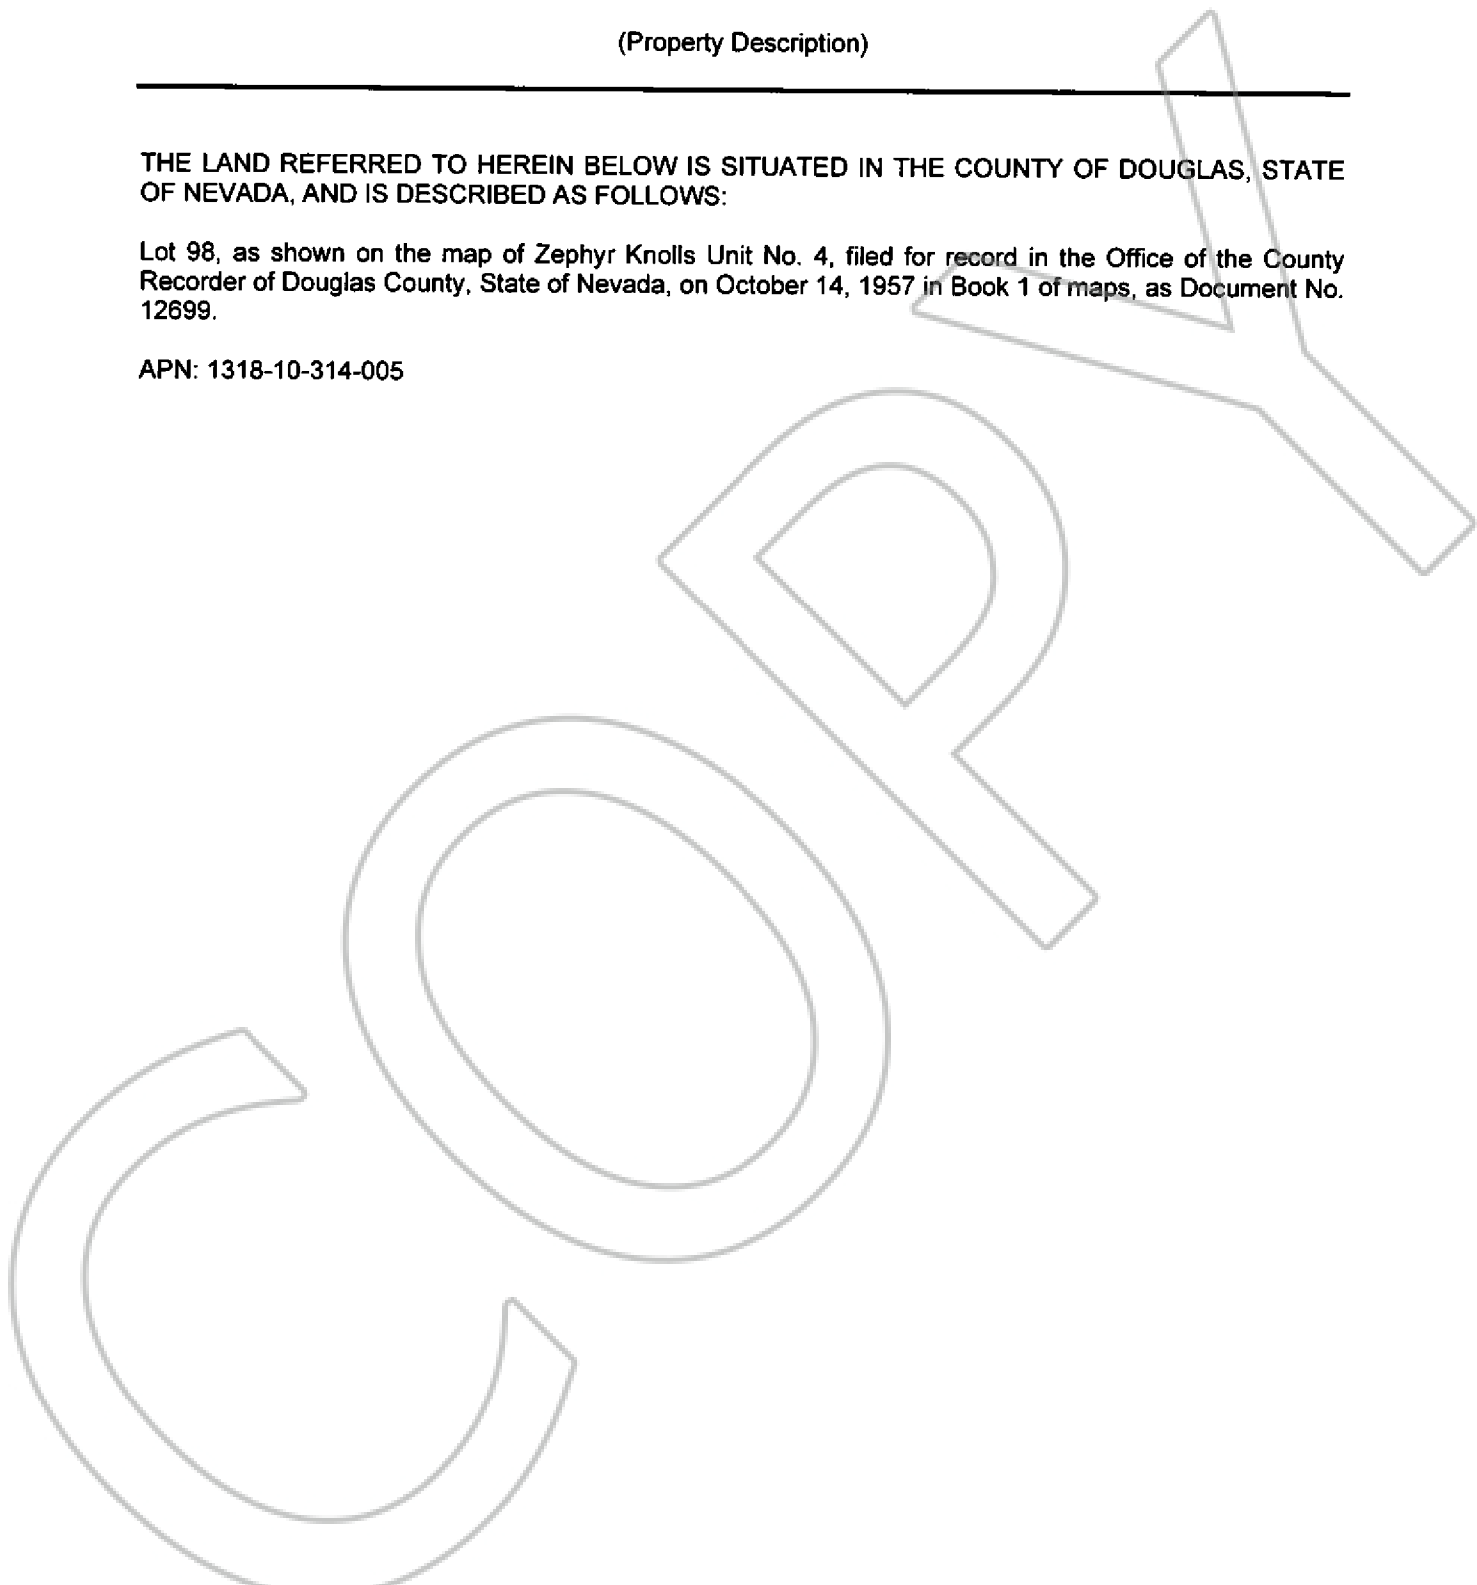 (Property Description)
THE LAND REFERRED TO HEREIN BELOW IS SITUATED IN THE COUNTY OF DOUGLAS, STATE
OF NEVADA, AND IS DESCRIBED AS FOLLOWS:
Lot 98, as shown on the map of Zephyr Knolls Unit No. 4, filed for record in the Office of the County
Recorder of Douglas County, State of Nevada, on October 14, 1957 in Book 1 of maps, as Document No.
12699.
APN: 1318-10-314-005
COPY